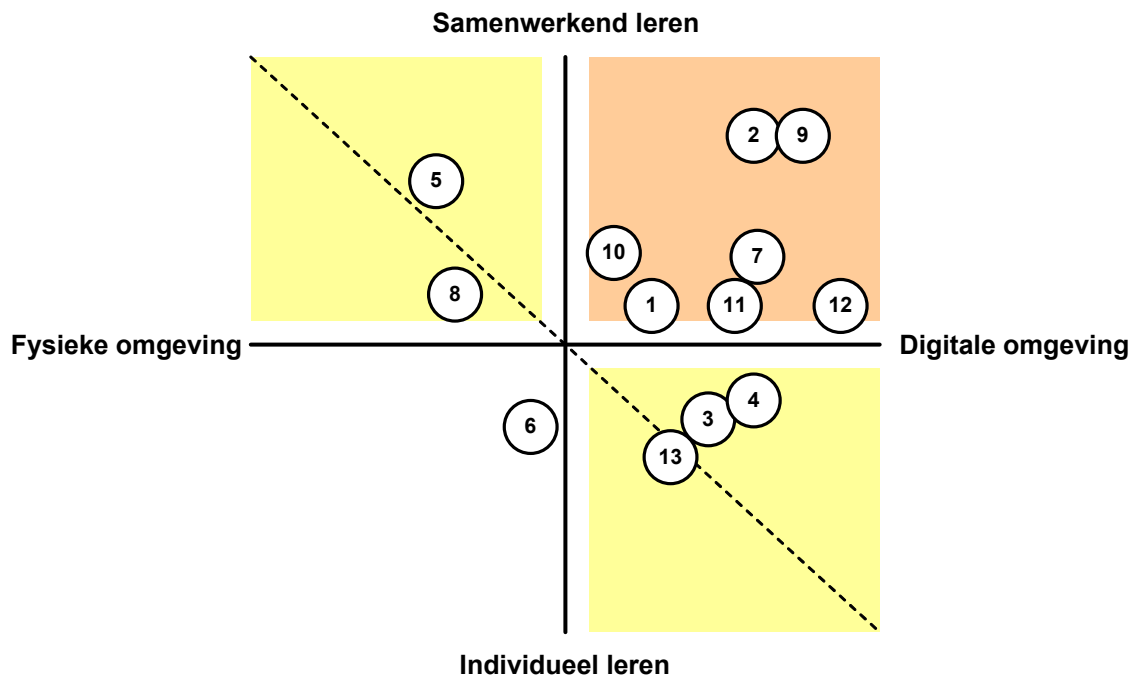 Samenwerkend leren
2 9
5
10 7
8 1 11 12
Fysieke omgeving Digitale omgeving
4
6 3
13
Individueel leren